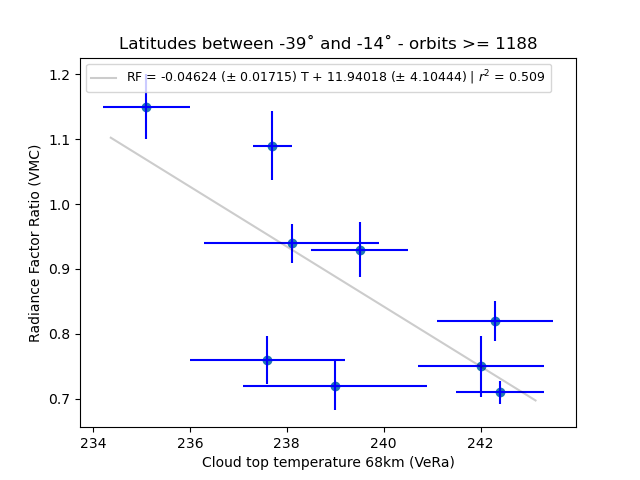 Latitudes between -39˚ and -14˚ - orbits >= 1188
RF = -0.04624 (± 0.01715) T + 11.94018 (± 4.10444) | r² = 0.509
Radiance Factor Ratio (VMC)
1.2
1.1
1.0
0.9
0.8
0.7
234 236 238 240 242
Cloud top temperature 68km (VeRa)